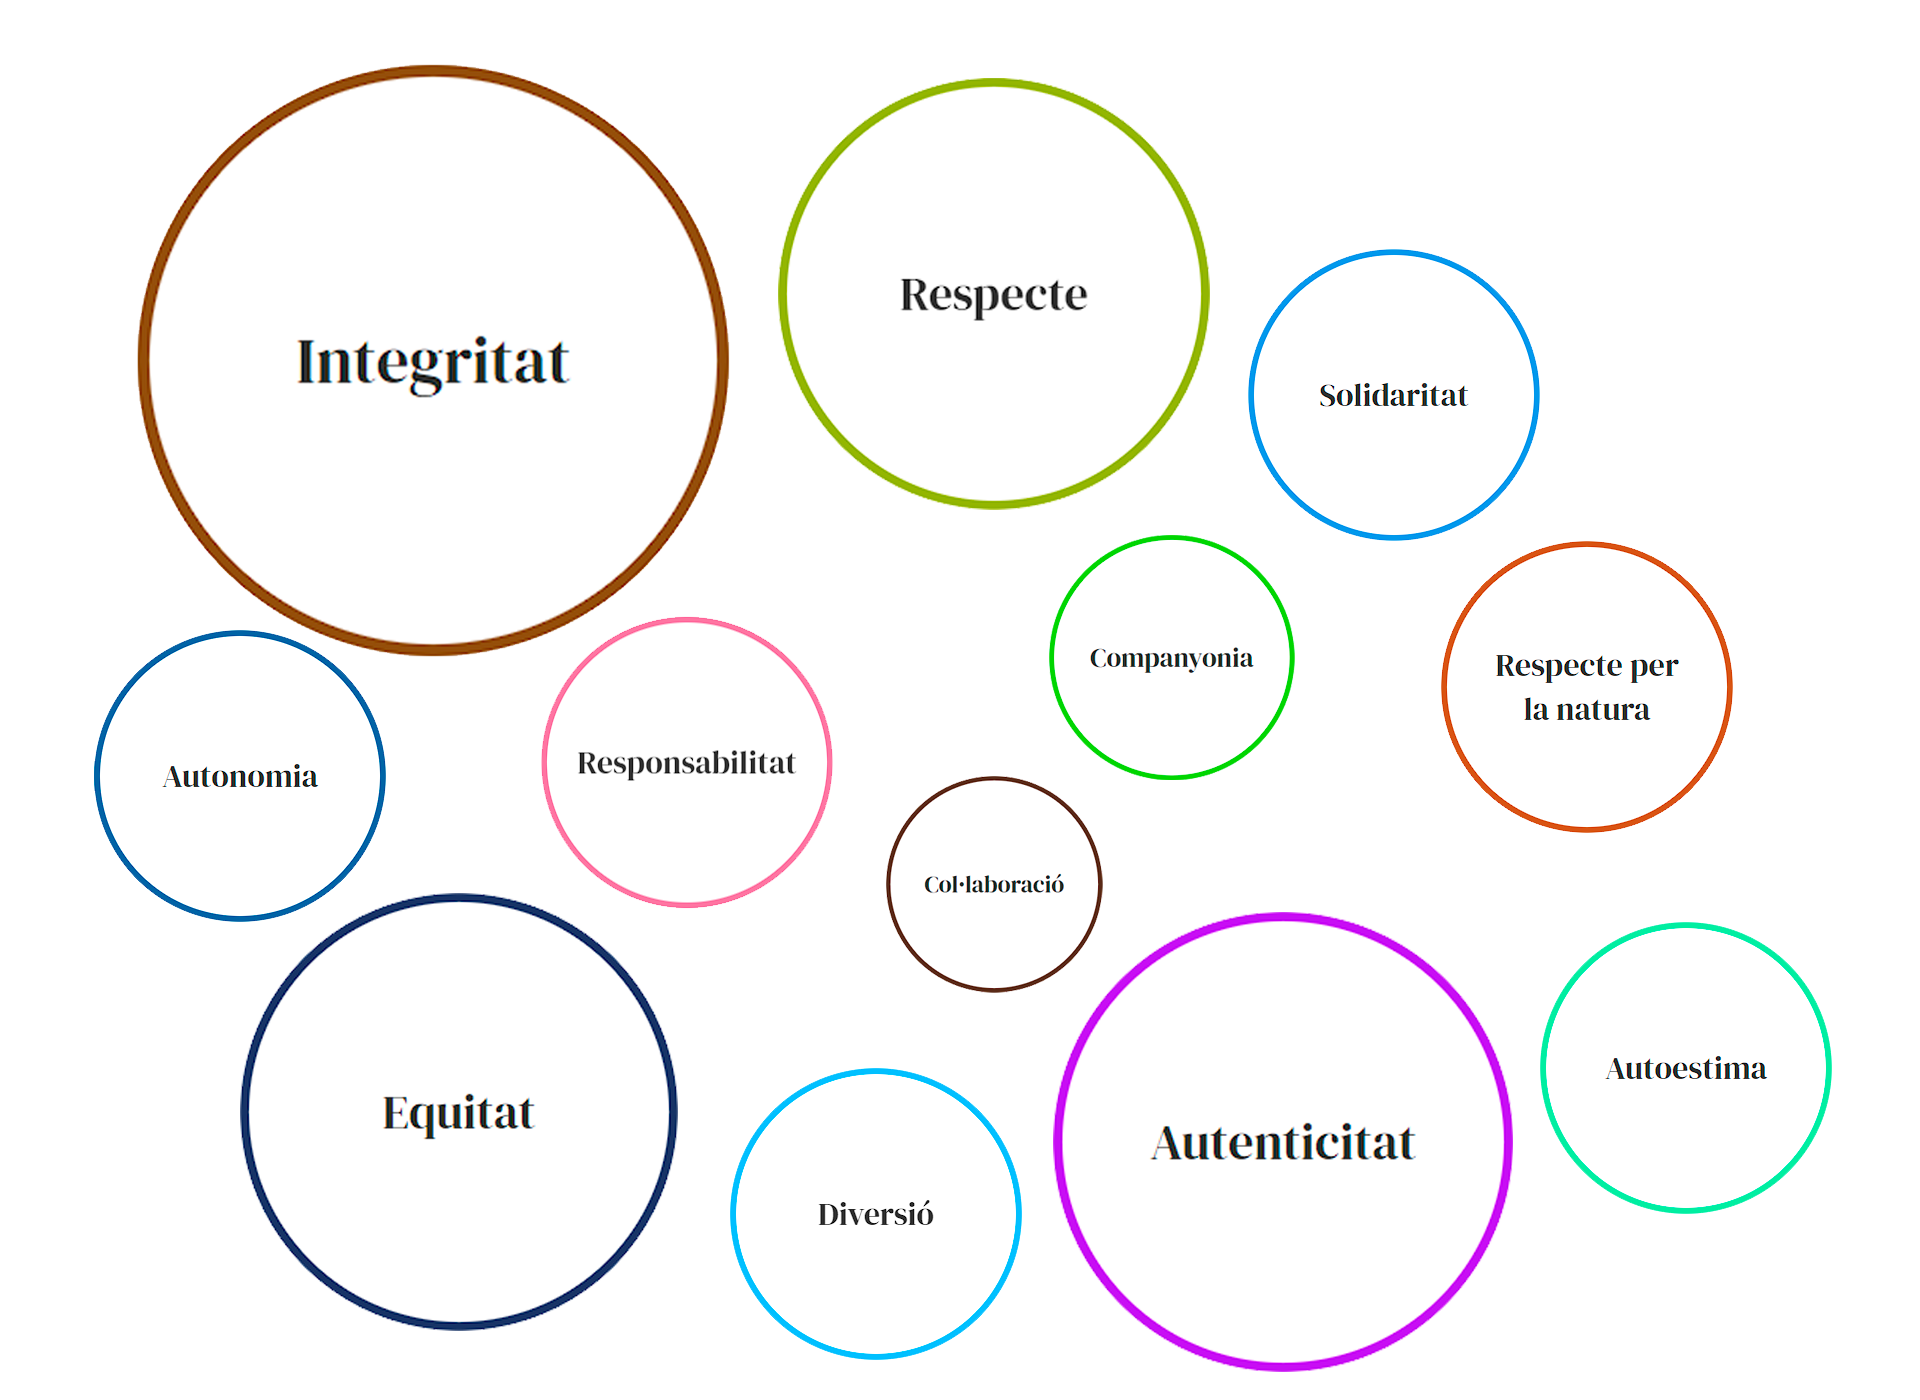 Integritat
Respecte
Solidaritat
Companyonia
Respecte per
la natura
Autonomia
Responsabilitat
Col·laboració
Equitat
Diversió
Autenticitat
Autoestima